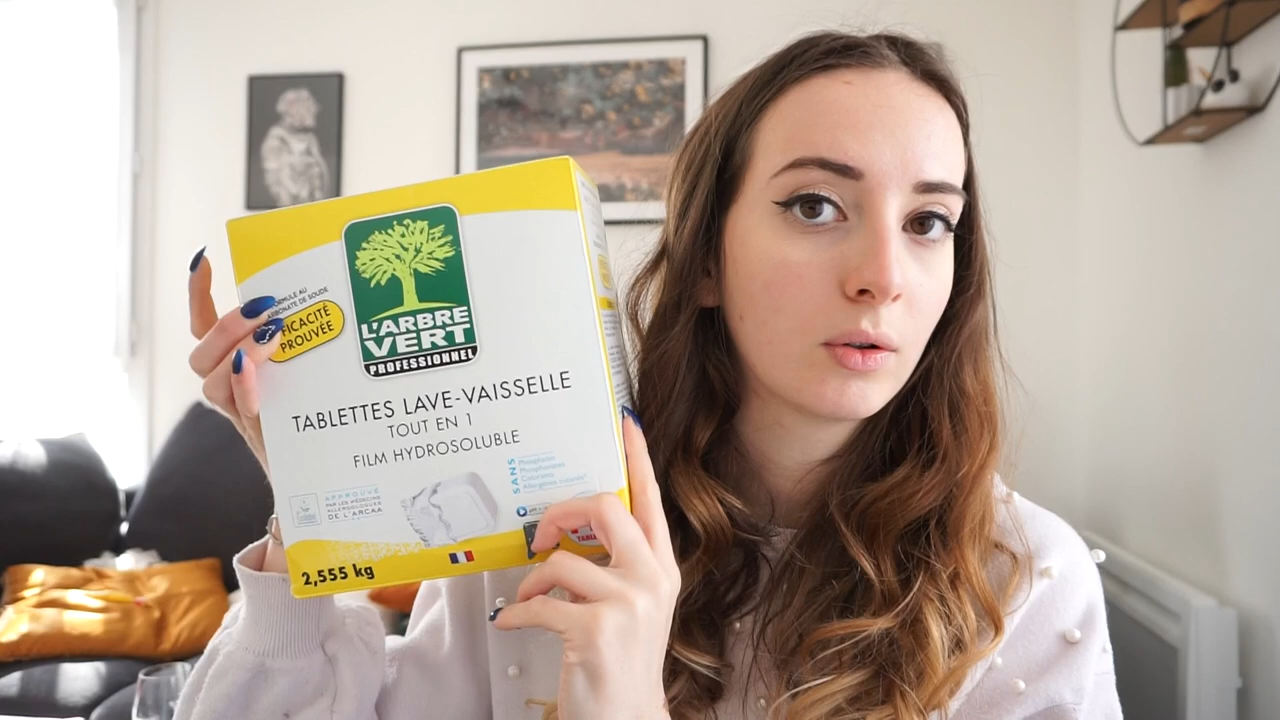 L'ARBRE
VERT
PROFESSIONNEL
FICACITÉ
PROUVÉE
TABLETTES LAVE-VAISSELLE
TOUT EN 1
FILM HYDROSOLUBLE
APPROUVÉ
PAR LES MÉDECINS
ALLERGOLOGUES
DE L'ARCAA
SANS
Phosphates
Phosphonates
Colorants
2,555 kg